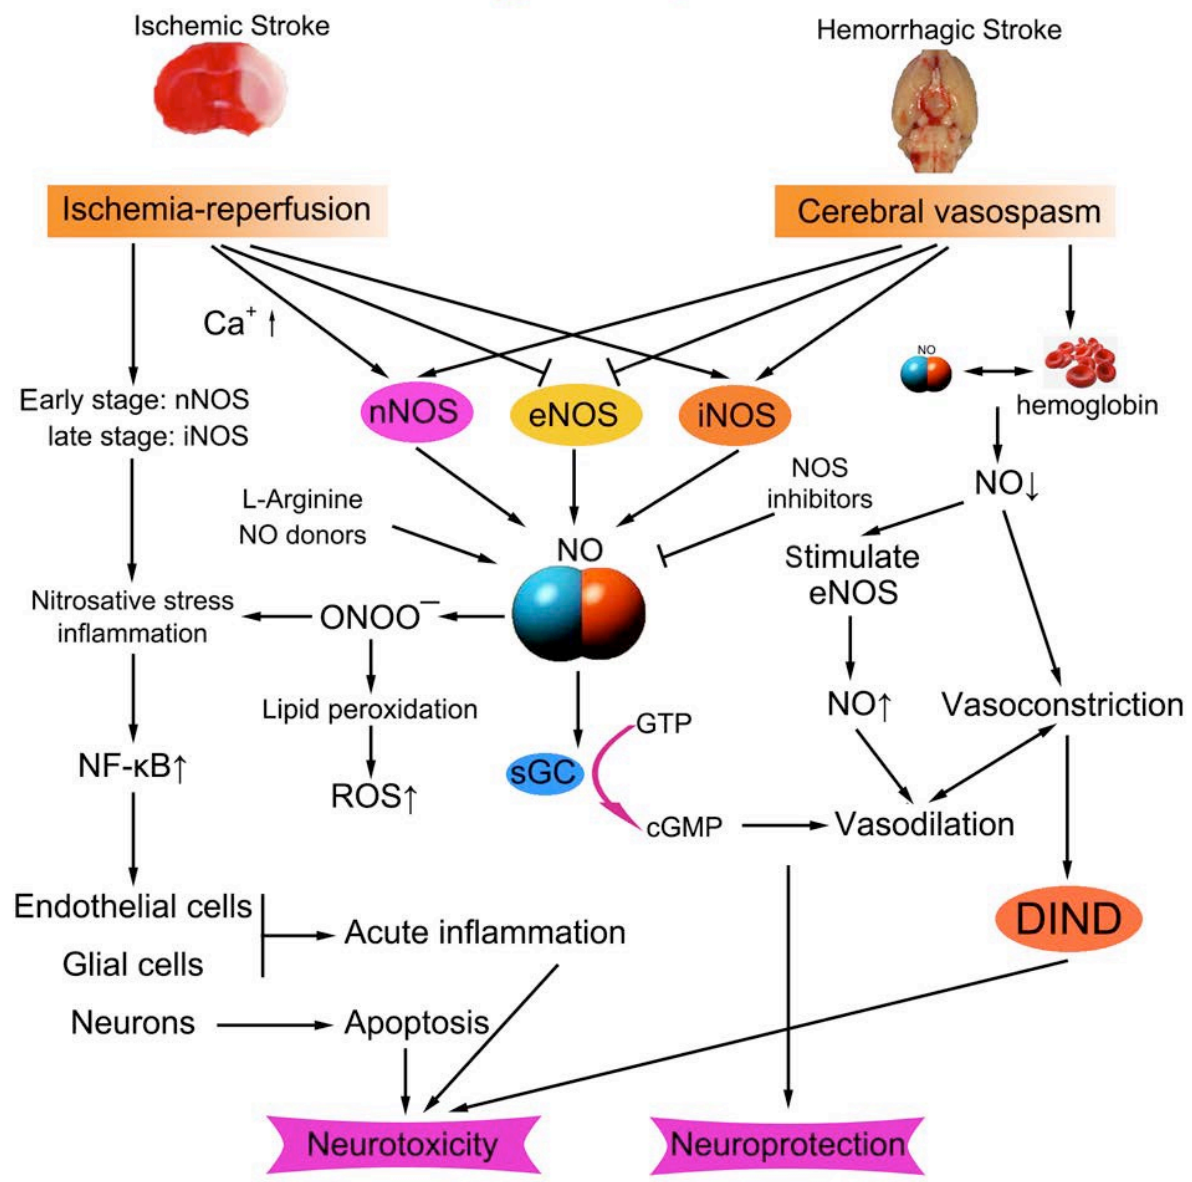 Ischemic Stroke
Hemorrhagic Stroke
Ischemia-reperfusion
Cerebral vasospasm
Ca⁺ ↑
NO
Early stage: nNOS
late stage: iNOS
nNOS
eNOS
iNOS
hemoglobin
L-Arginine
NO donors
NOS
inhibitors
NO↓
NO
Stimulate
eNOS
Nitrosative stress
inflammation
ONOO⁻
Lipid peroxidation
GTP
NO↑
Vasoconstriction
NF-κB↑
ROS↑
sGC
cGMP
Vasodilation
Endothelial cells
Glial cells
Acute inflammation
DIND
Neurons
Apoptosis
Neurotoxicity
Neuroprotection